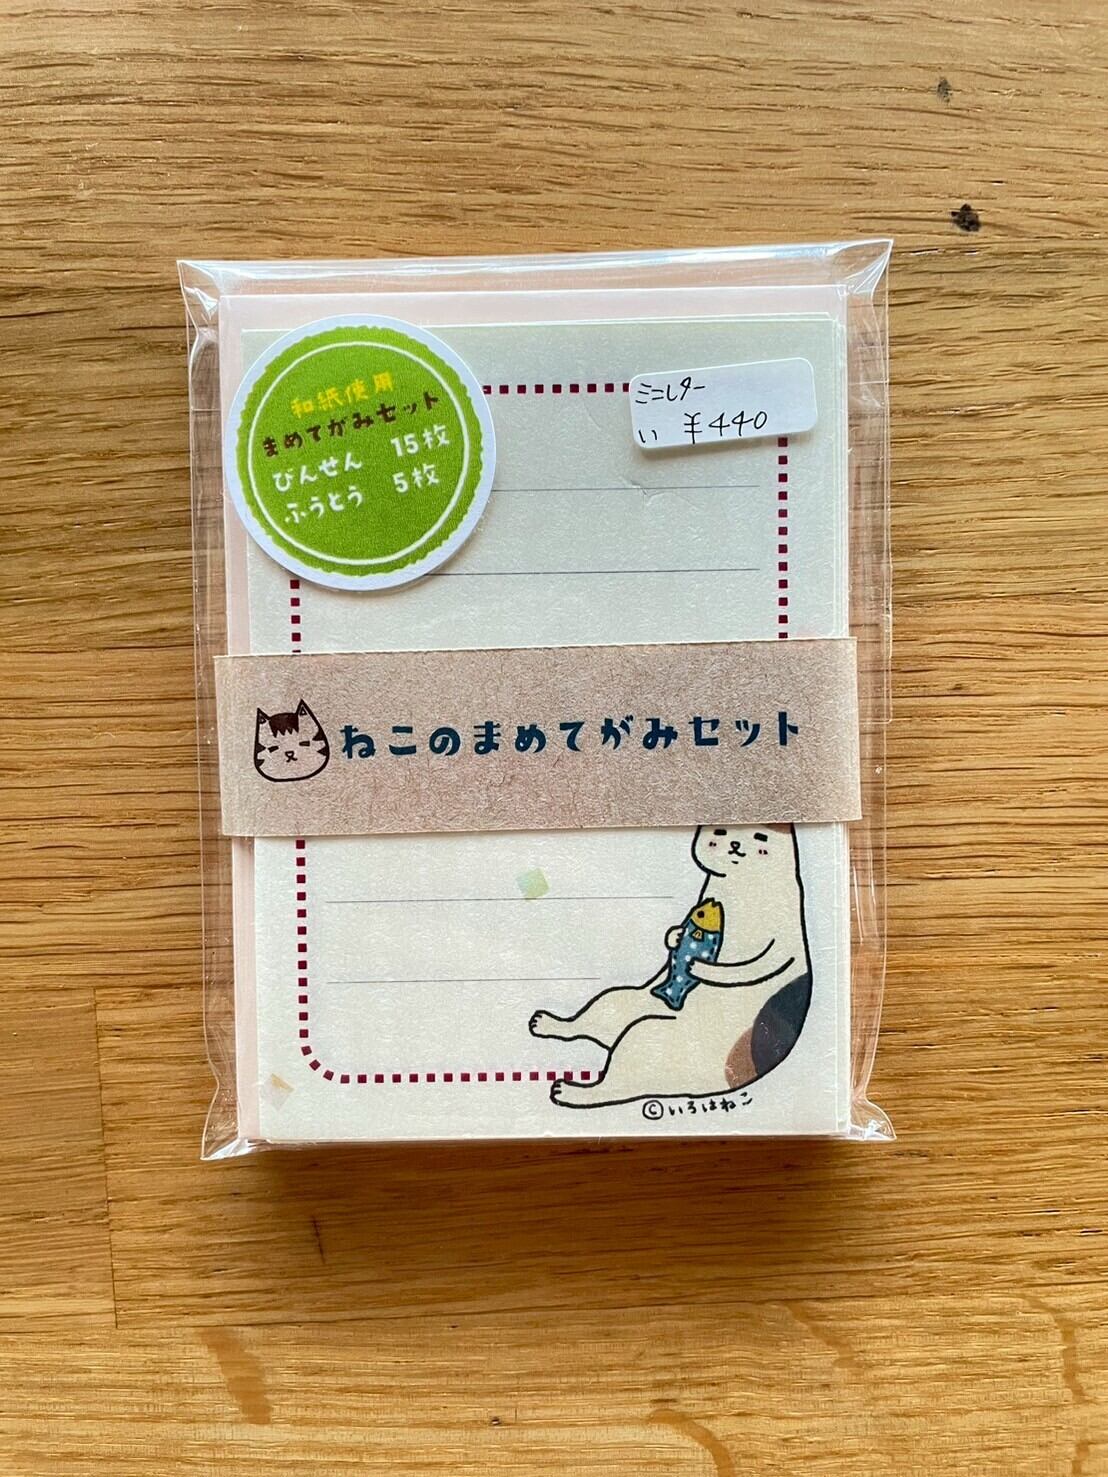 和紙使用
まめてがみセット
びんせん 15枚
ふうとう 5枚
ミニレター
い ¥440
ねこのまめてがみセット
©いろはねこ